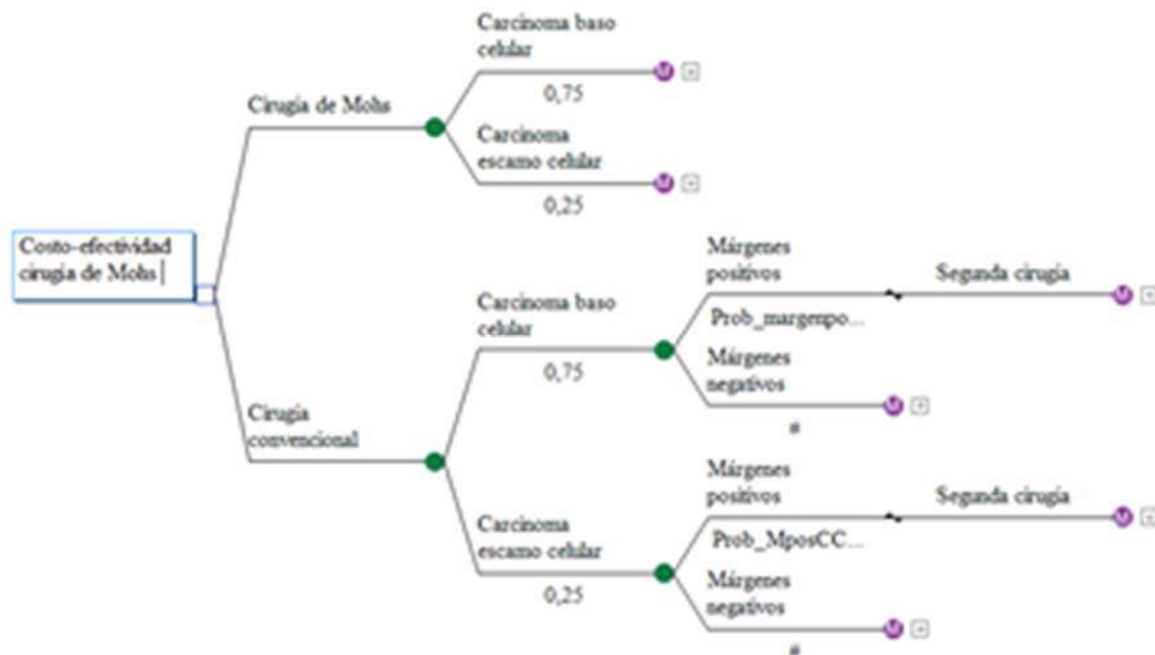 Carcinoma baso
celular
0,75
Cirugía de Mohs
Carcinoma
escamo celular
0,25
Costo-efectividad
cirugía de Mohs
Márgenes
positivos
Segunda cirugía
Prob_margenpo...
Carcinoma baso
celular
0,75
Márgenes
negativos
#
Cirugía
convencional
Márgenes
positivos
Segunda cirugía
Prob_MposCC...
Carcinoma
escamo celular
0,25
Márgenes
negativos
#
M
M
M
M
M
M